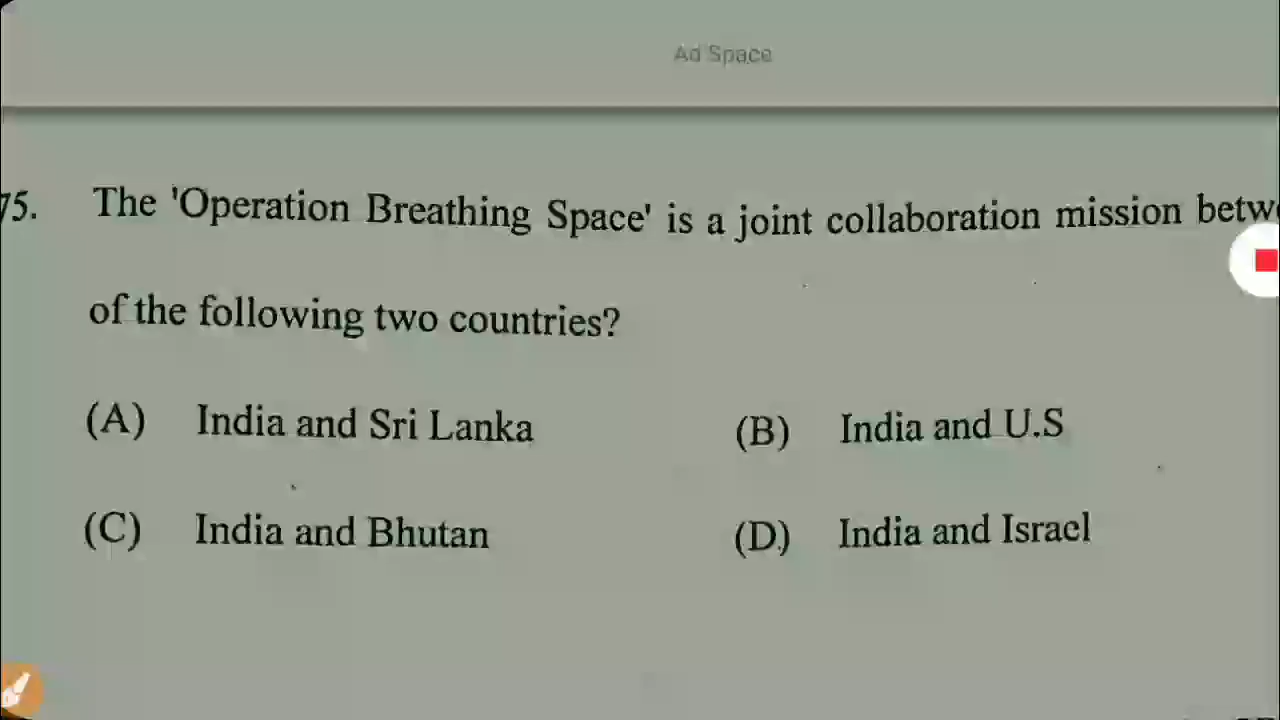 Ad Space
75. The 'Operation Breathing Space' is a joint collaboration mission
of the following two countries?
(A) India and Sri Lanka (B) India and U.S
(C) India and Bhutan (D) India and Israel